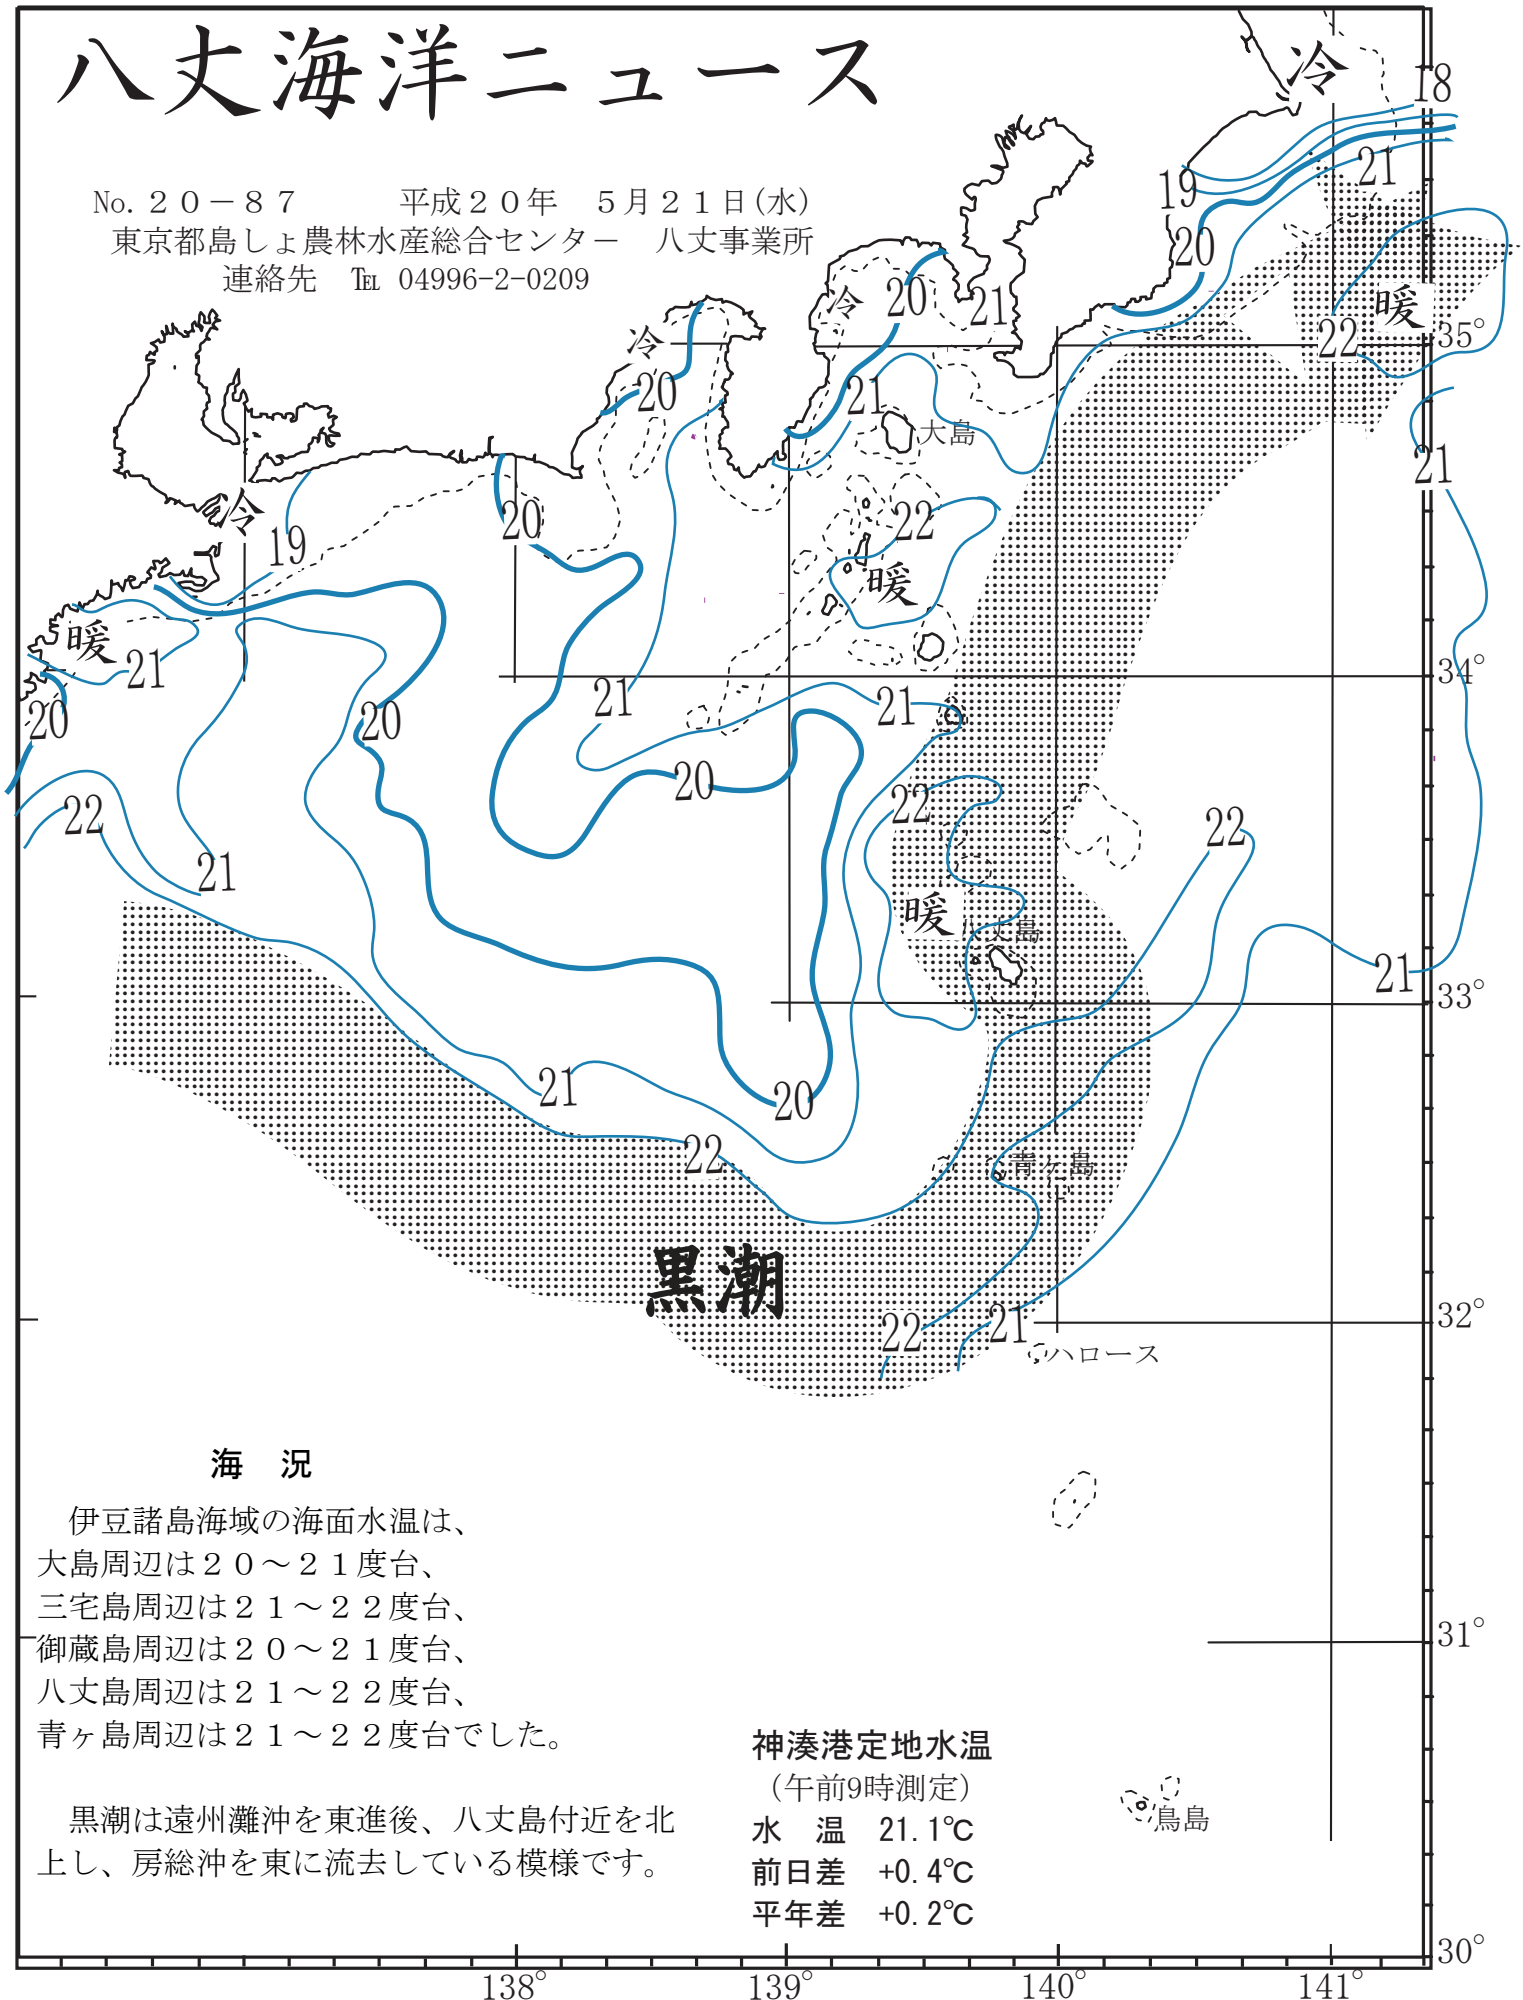 八丈海洋ニュース
No.２０－８７　　平成２０年　５月２１日(水)
東京都島しょ農林水産総合センタ－　八丈事業所
連絡先　℡ 04996-2-0209
冷
18
21
19
20
暖
22
35°
冷
20
21
冷
20
21
大島
21
冷
19
20
22
暖
暖
21
20
20
21
21
34°
20
22
22
22
21
暖
八丈島
21
33°
21
20
22
青ヶ島
黒潮
22
21
32°
ハロース
海　況
伊豆諸島海域の海面水温は、
大島周辺は２０～２１度台、
三宅島周辺は２１～２２度台、
御蔵島周辺は２０～２１度台、
八丈島周辺は２１～２２度台、
青ヶ島周辺は２１～２２度台でした。
黒潮は遠州灘沖を東進後、八丈島付近を北
上し、房総沖を東に流去している模様です。
31°
神湊港定地水温
（午前9時測定）
水　温　21.1℃
前日差　+0.4℃
平年差　+0.2℃
鳥島
30°
138°
139°
140°
141°